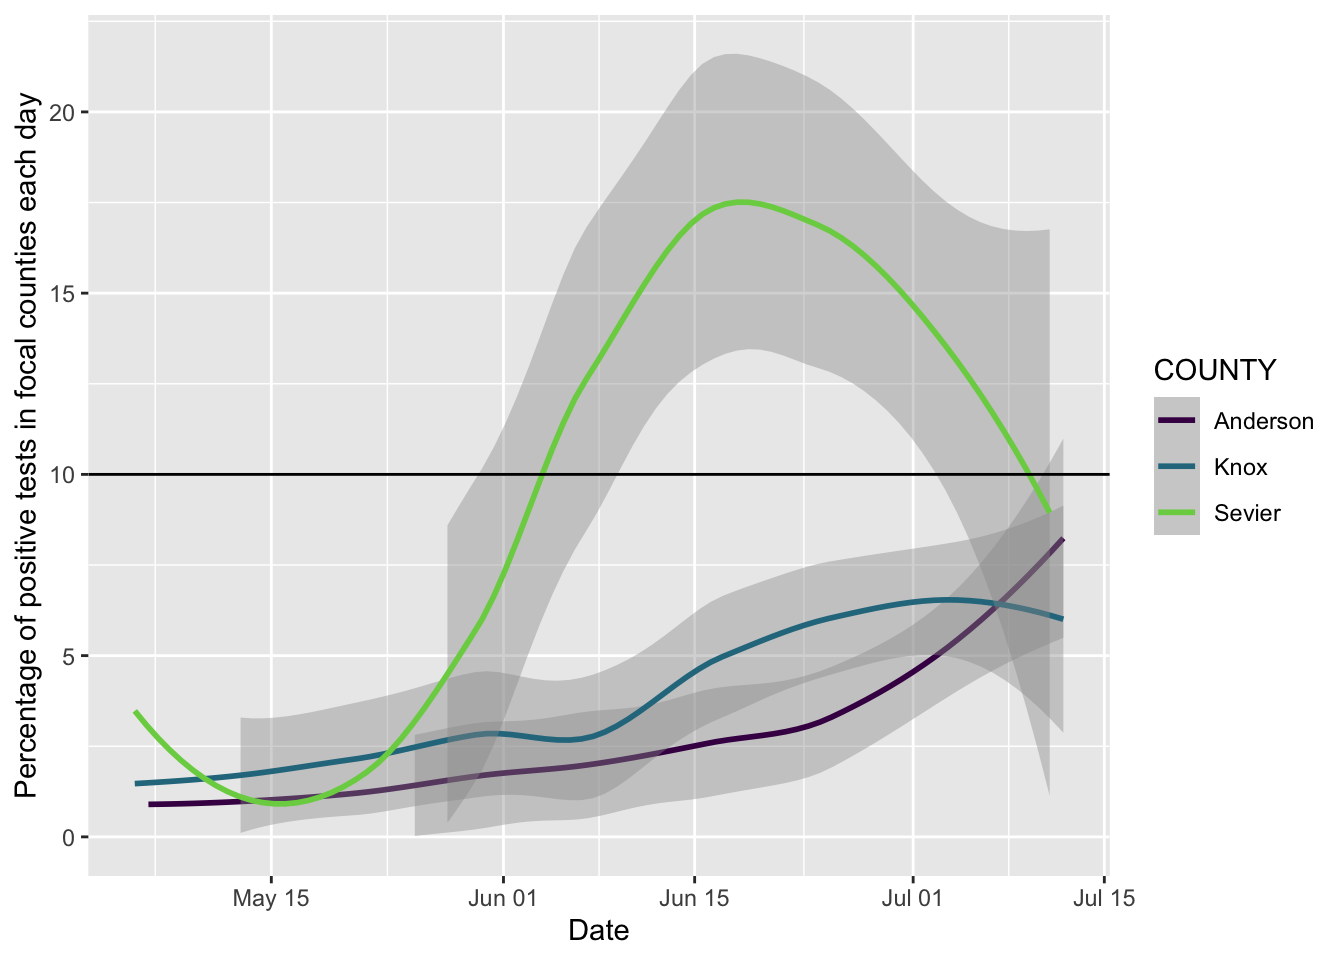 Percentage of positive tests in focal counties each day
20
15
10
5
0
May 15
Jun 01
Jun 15
Jul 01
Jul 15
Date
COUNTY
Anderson
Knox
Sevier